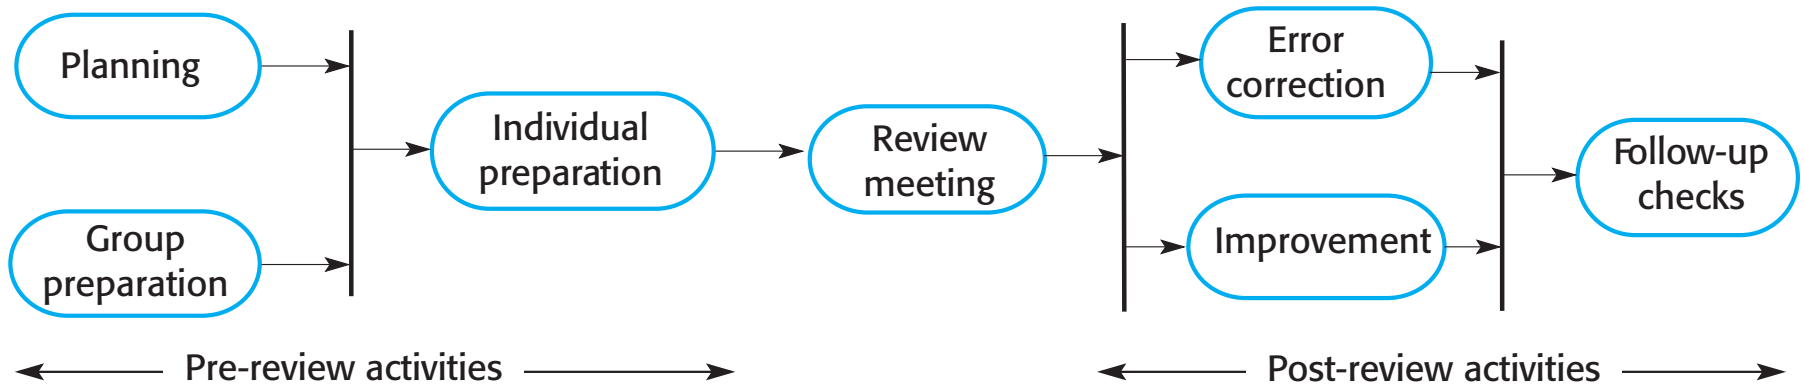 Planning
Group
preparation
Individual
preparation
Review
meeting
Error
correction
Improvement
Follow-up
checks
Pre-review activities
Post-review activities